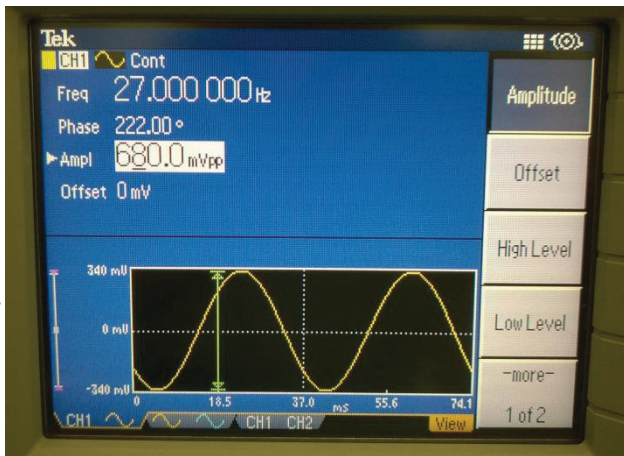 Tek
CH1 Cont
Freq 27.000 000 Hz
Phase 222.00 °
Ampl 680.0 mVpp
Offset 0 mV
340 mV
0 mV
-340 mV
0 18.5 37.0 ms 55.6 74.1
CH1 CH1 CH2 View
Amplitude
Offset
High Level
Low Level
-more-
1 of 2